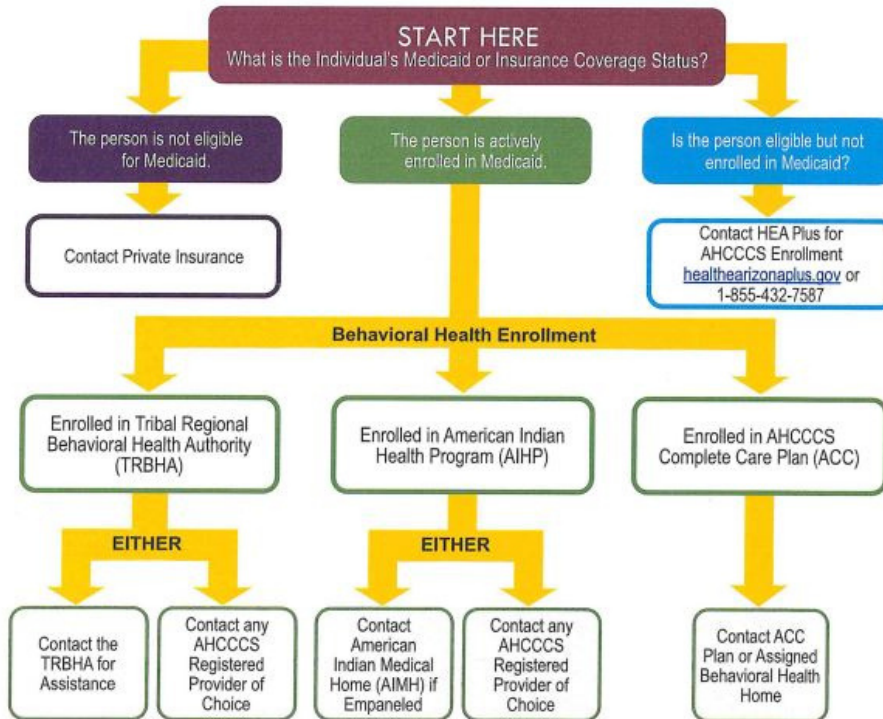 START HERE
What is the Individual's Medicaid or Insurance Coverage Status?
The person is not eligible
for Medicaid.
The person is actively
enrolled in Medicaid.
Is the person eligible but not
enrolled in Medicaid?
Contact Private Insurance
Contact HEA Plus for
AHCCCS Enrollment
healthearizonaplus.gov or
1-855-432-7587
Behavioral Health Enrollment
Enrolled in Tribal Regional
Behavioral Health Authority
(TRBHA)
Enrolled in American Indian
Health Program (AIHP)
Enrolled in AHCCCS
Complete Care Plan (ACC)
EITHER
EITHER
Contact the
TRBHA for
Assistance
Contact any
AHCCCS
Registered
Provider of
Choice
Contact
American
Indian Medical
Home (AIMH) if
Empaneled
Contact any
AHCCCS
Registered
Provider of
Choice
Contact ACC
Plan or Assigned
Behavioral Health
Home